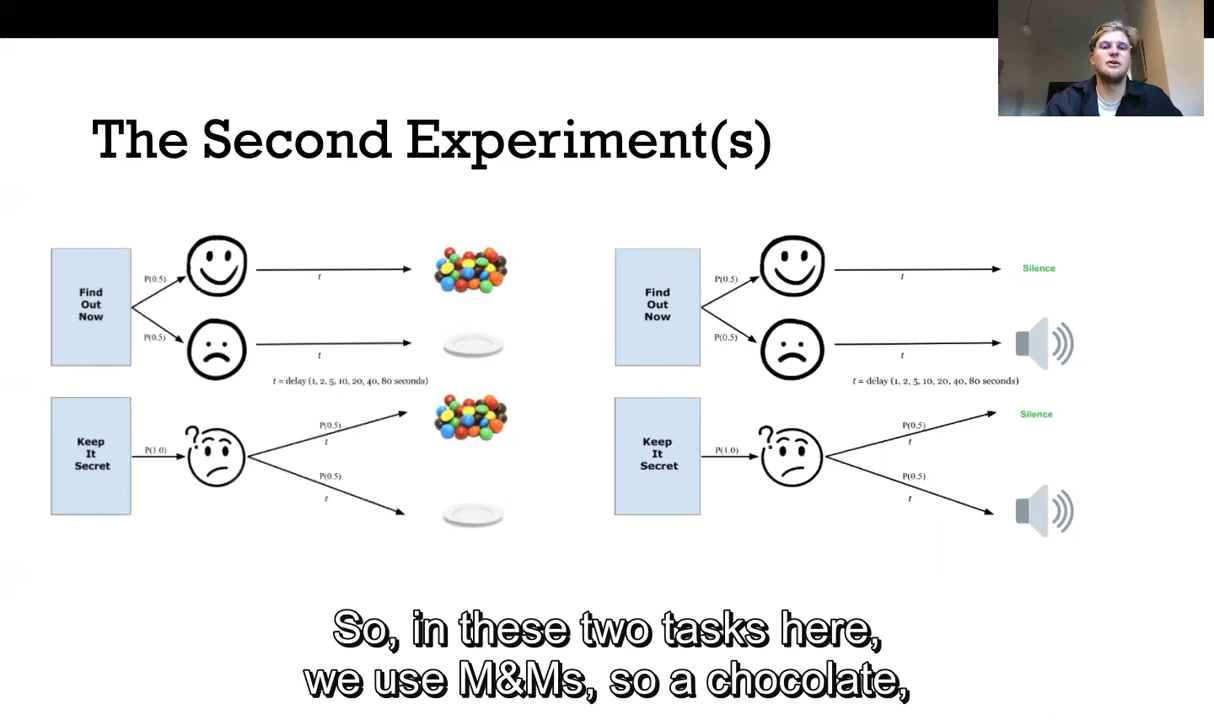 The Second Experiment(s)
Find
Out
Now
P(0.5)
P(0.5)
t
t
t = delay (1, 2, 5, 10, 20, 40, 80 seconds)
Keep
It
Secret
P(1.0)
?
P(0.5)
t
P(0.5)
t
Find
Out
Now
P(0.5)
P(0.5)
t
Silence
t
t = delay (1, 2, 5, 10, 20, 40, 80 seconds)
Keep
It
Secret
P(1.0)
?
P(0.5)
t
Silence
P(0.5)
t
So, in these two tasks here,
we use M&Ms, so a chocolate,